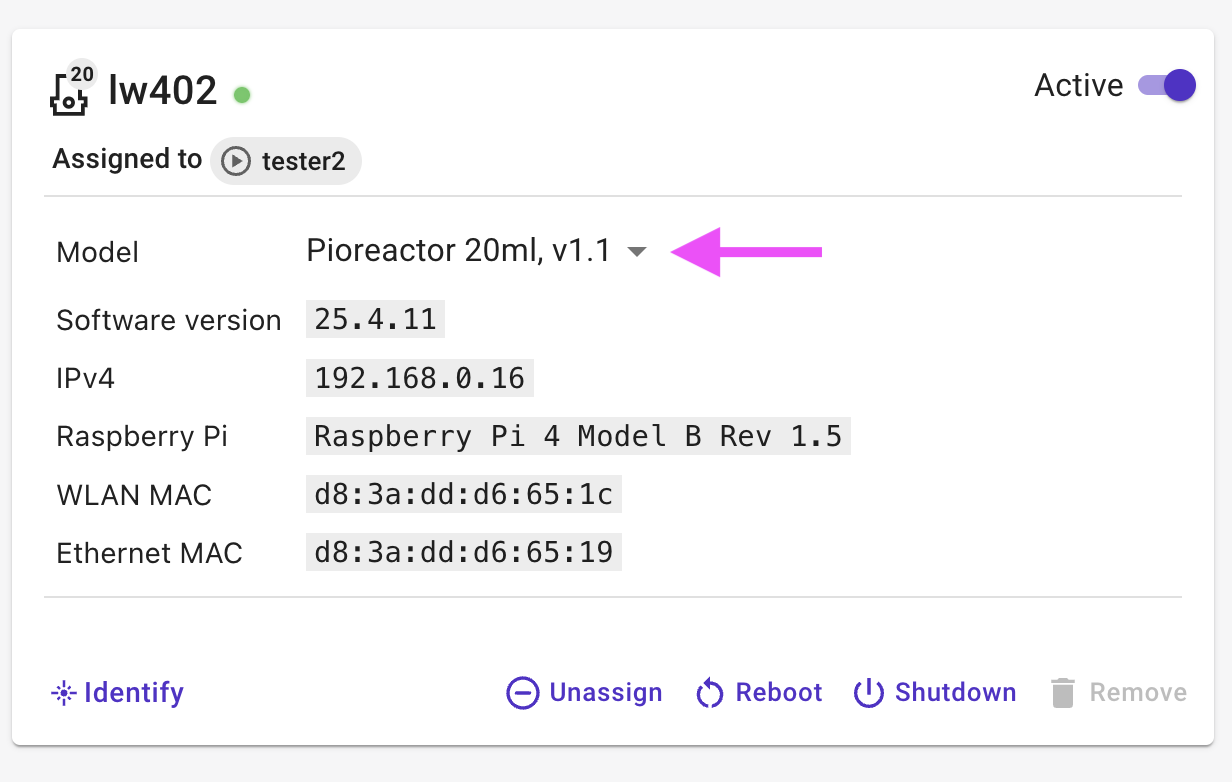 20
lw402
Active
Assigned to tester2
Model Pioreactor 20ml, v1.1
Software version 25.4.11
IPv4 192.168.0.16
Raspberry Pi Raspberry Pi 4 Model B Rev 1.5
WLAN MAC d8:3a:dd:d6:65:1c
Ethernet MAC d8:3a:dd:d6:65:19
Identify Unassign Reboot Shutdown Remove